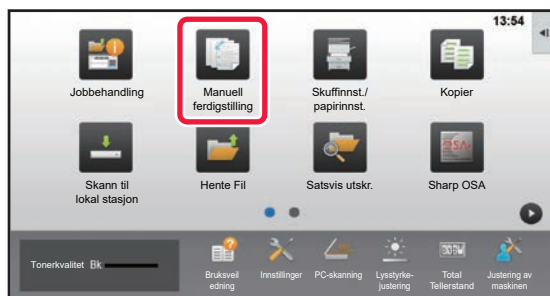 13:54
Jobbehandling
Manuell
ferdigstilling
Skuffinnst./
papirinnst.
Kopier
Skann til
lokal stasjon
Hente Fil
Satsvis utskr.
Sharp OSA
Tonerkvalitet Bk
Bruksveil
edning
Innstillinger
PC-skanning
Lysstyrke-
justering
Total
Tellerstand
Justering av
maskinen